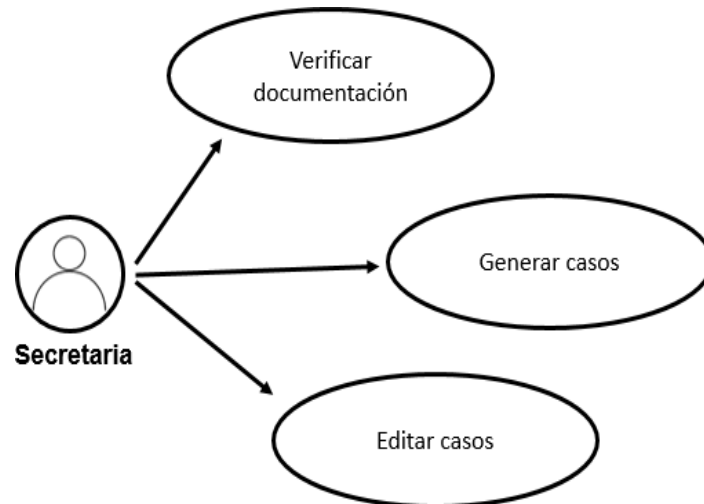 Verificar
documentación
Generar casos
Secretaria
Editar casos